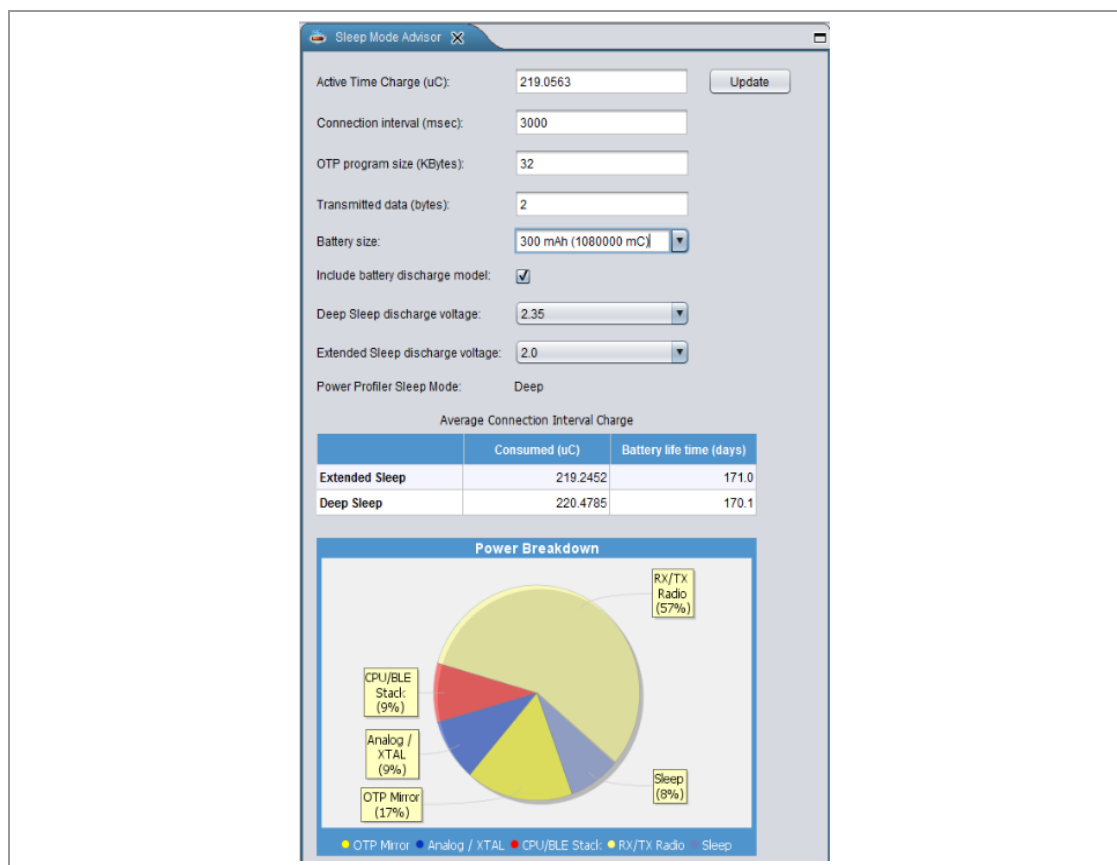 Sleep Mode Advisor
Active Time Charge (uC): 219.0563 Update
Connection interval (msec): 3000
OTP program size (KBytes): 32
Transmitted data (bytes): 2
Battery size: 300 mAh (1080000 mC)
Include battery discharge model:
Deep Sleep discharge voltage: 2.35
Extended Sleep discharge voltage: 2.0
Power Profiler Sleep Mode: Deep
Average Connection Interval Charge
Consumed (uC) Battery life time (days)
Extended Sleep 219.2452 171.0
Deep Sleep 220.4785 170.1
Power Breakdown
RX/TX
Radio
(57%)
CPU/BLE
Stack
(9%)
Analog /
XTAL
(9%)
OTP Mirror
(17%)
Sleep
(8%)
OTP Mirror Analog / XTAL CPU/BLE Stack RX/TX Radio Sleep